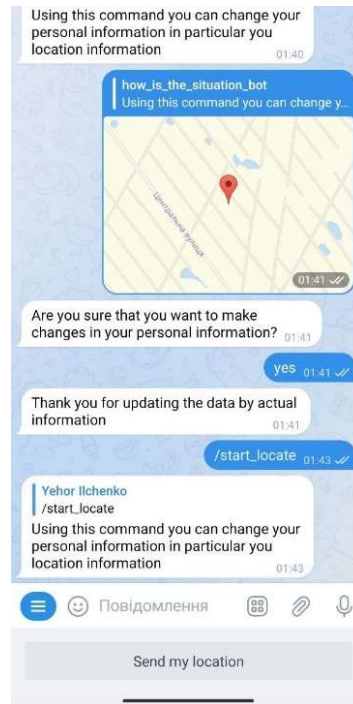 Using this command you can change your
personal information in particular you
location information
01:40
how_is_the_situation_bot
Using this command you can change y...
Центральна вулиця
01:41
Are you sure that you want to make
changes in your personal information?
01:41
yes 01:41
Thank you for updating the data by actual
information
01:41
/start_locate 01:43
Yehor Ilchenko
/start_locate
Using this command you can change your
personal information in particular you
location information
01:43
Повідомлення
Send my location